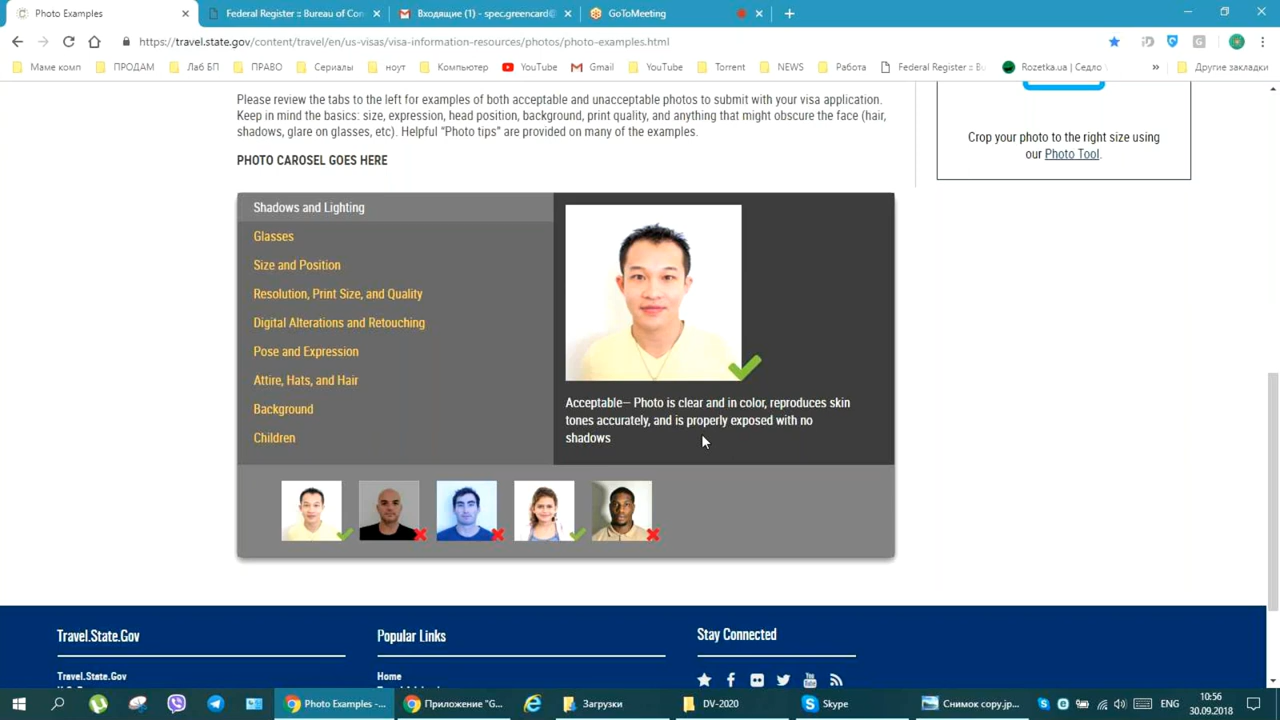 Photo Examples
Federal Register :: Bureau of Con
Входящие (1) - spec.greencard@
GoToMeeting
https://travel.state.gov/content/travel/en/us-visas/visa-information-resources/photos/photo-examples.html
Маме комп
ПРОДАМ
Лаб БП
ПРАВО
Сериалы
ноут
Компьютер
YouTube
Gmail
YouTube
Torrent
NEWS
Работа
Federal Register :: Bu
Rozetka.ua | Седло
»
Другие закладки
Please review the tabs to the left for examples of both acceptable and unacceptable photos to submit with your visa application.
Keep in mind the basics: size, expression, head position, background, print quality, and anything that might obscure the face (hair,
shadows, glare on glasses, etc). Helpful “Photo tips” are provided on many of the examples.
PHOTO CAROSEL GOES HERE
Crop your photo to the right size using
our Photo Tool.
Shadows and Lighting
Glasses
Size and Position
Resolution, Print Size, and Quality
Digital Alterations and Retouching
Pose and Expression
Attire, Hats, and Hair
Background
Children
Acceptable— Photo is clear and in color, reproduces skin
tones accurately, and is properly exposed with no
shadows
Travel.State.Gov
Popular Links
Stay Connected
Travel.State.Gov
Home
Photo Examples -...
Приложение "G...
Загрузки
DV-2020
Skype
Снимок copy.jp...
ENG
10:56
30.09.2018